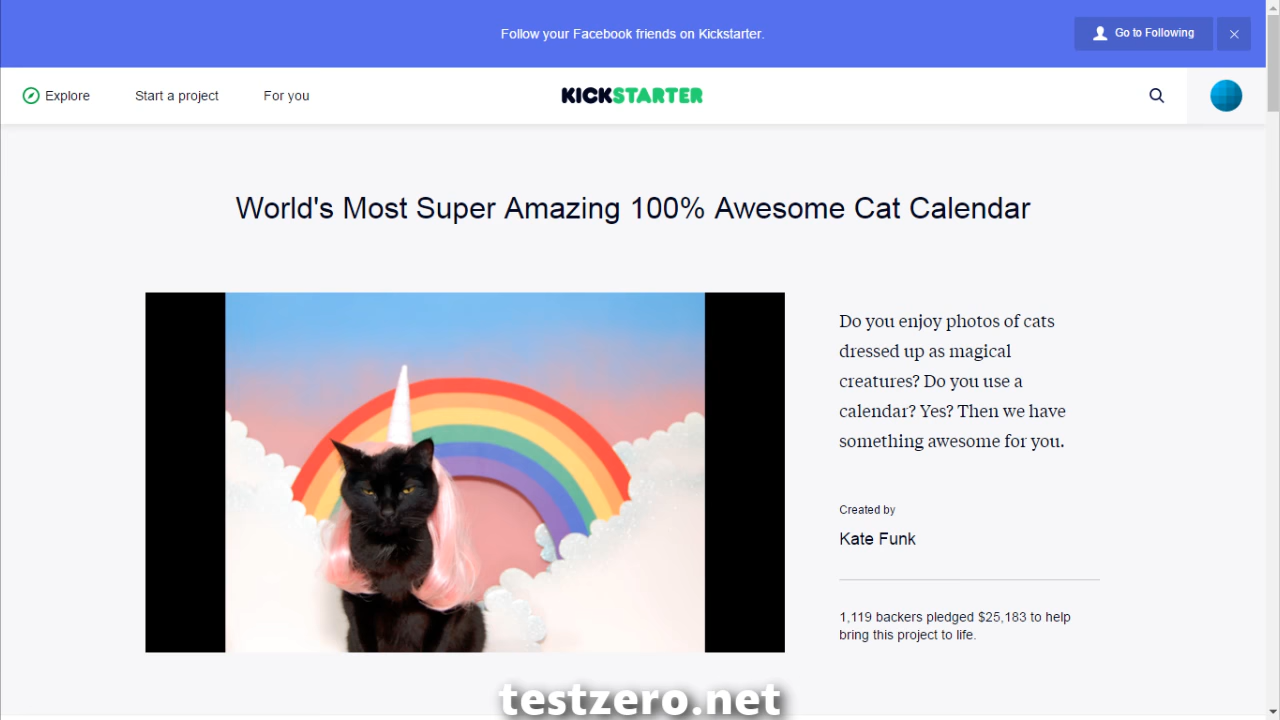 Follow your Facebook friends on Kickstarter.
Go to Following
Explore
Start a project
For you
KICKSTARTER
World's Most Super Amazing 100% Awesome Cat Calendar
Do you enjoy photos of cats
dressed up as magical
creatures? Do you use a
calendar? Yes? Then we have
something awesome for you.
Created by
Kate Funk
1,119 backers pledged $25,183 to help
bring this project to life.
testzero.net